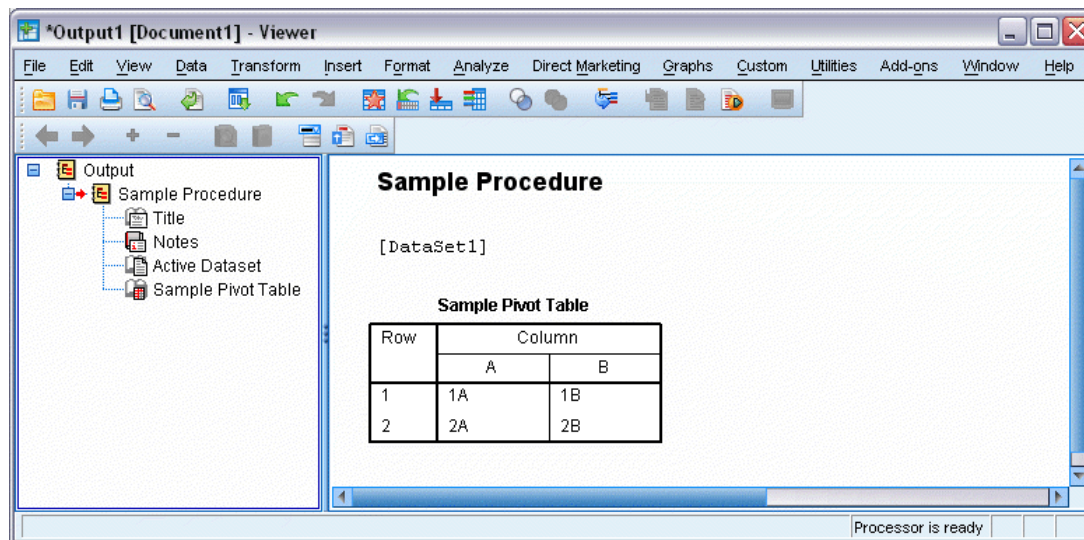 *Output1 [Document1] - Viewer
File Edit View Data Transform Insert Format Analyze Direct Marketing Graphs Custom Utilities Add-ons Window Help
Output
Sample Procedure
Title
Notes
Active Dataset
Sample Pivot Table
Sample Procedure
[DataSet1]
Sample Pivot Table
Row Column
A B
1 1A 1B
2 2A 2B
Processor is ready